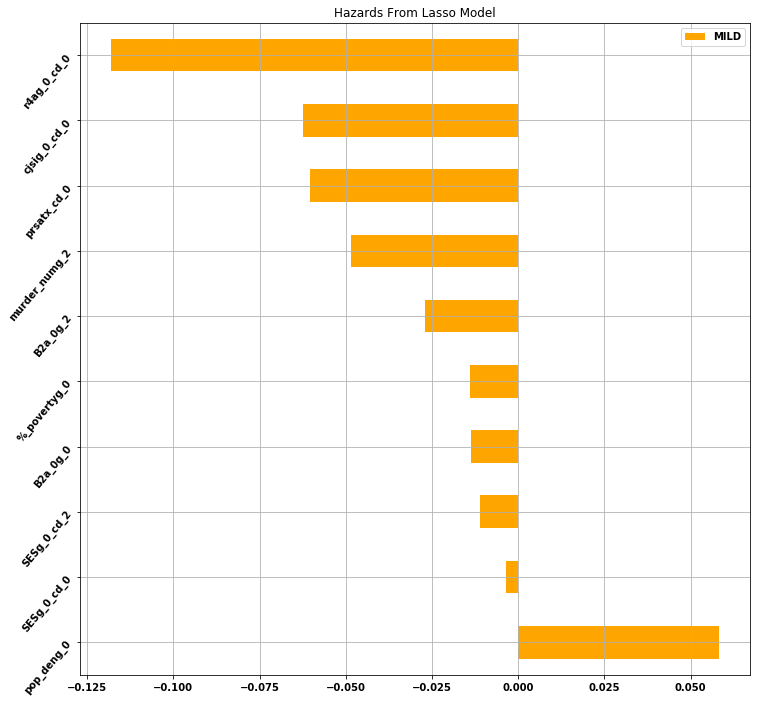 Hazards From Lasso Model
MILD
r4ag_0_cd_0
cjsig_0_cd_0
prsatx_cd_0
murder_numg_2
B2a_0g_2
%_povertyg_0
B2a_0g_0
SESg_0_cd_2
SESg_0_cd_0
pop_deng_0
−0.125 −0.100 −0.075 −0.050 −0.025 0.000 0.025 0.050